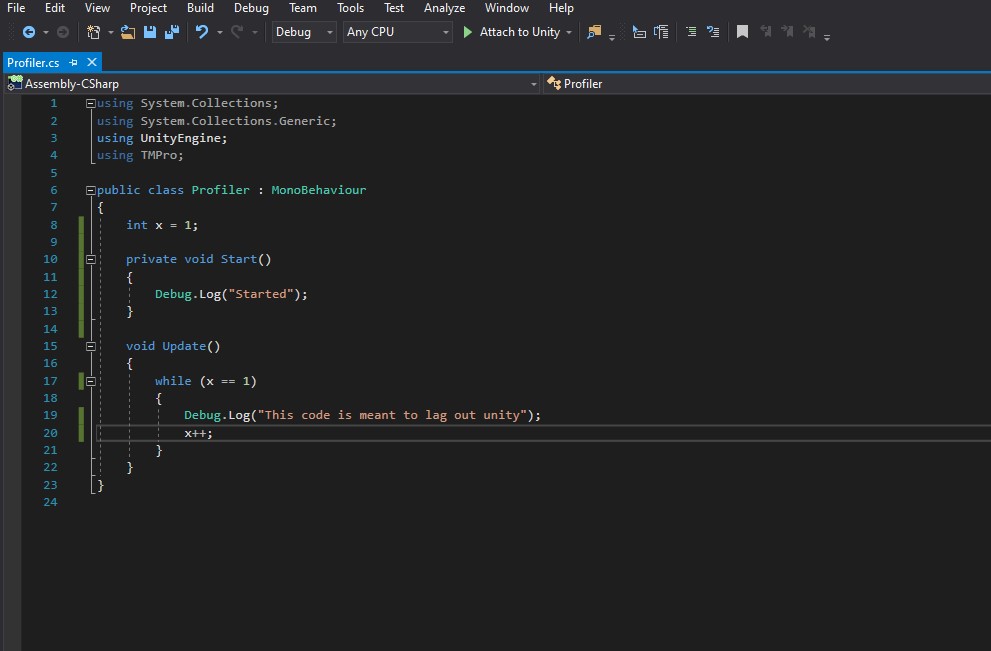 File Edit View Project Build Debug Team Tools Test Analyze Window Help
Debug Any CPU Attach to Unity
Profiler.cs
Assembly-CSharp Profiler
1 using System.Collections;
2 using System.Collections.Generic;
3 using UnityEngine;
4 using TMPro;
5
6 public class Profiler : MonoBehaviour
7 {
8 int x = 1;
9
10 private void Start()
11 {
12 Debug.Log("Started");
13 }
14
15 void Update()
16 {
17 while (x == 1)
18 {
19 Debug.Log("This code is meant to lag out unity");
20 x++;
21 }
22 }
23 }
24